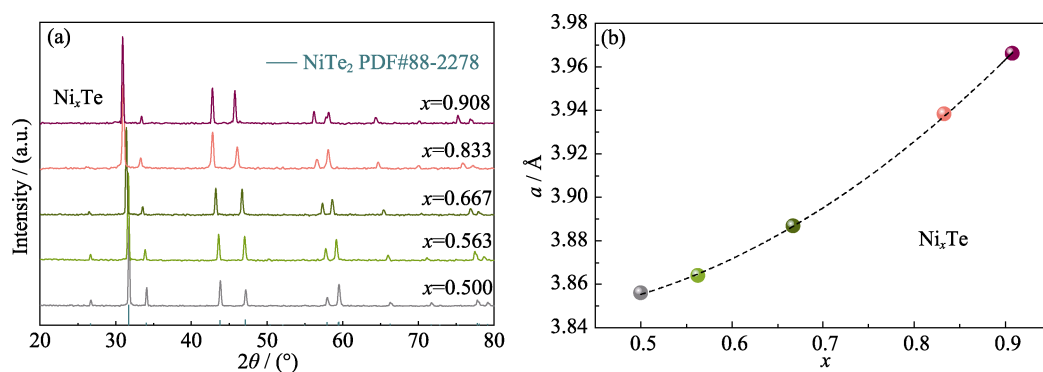 (a)
NiTe₂ PDF#88-2278
NiₓTe
x=0.908
x=0.833
x=0.667
x=0.563
x=0.500
Intensity / (a.u.)
20 30 40 50 60 70 80
2θ / (°)
(b)
3.98
3.96
3.94
3.92
3.90
3.88
3.86
3.84
a / Å
NiₓTe
0.5 0.6 0.7 0.8 0.9
x